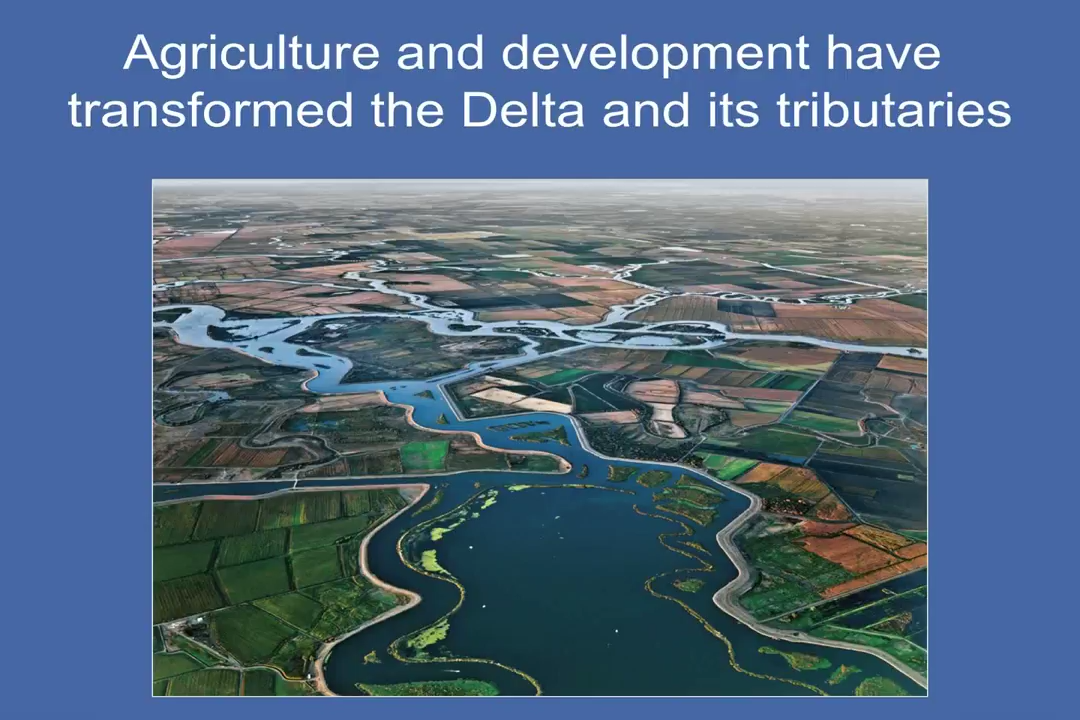 Agriculture and development have
transformed the Delta and its tributaries